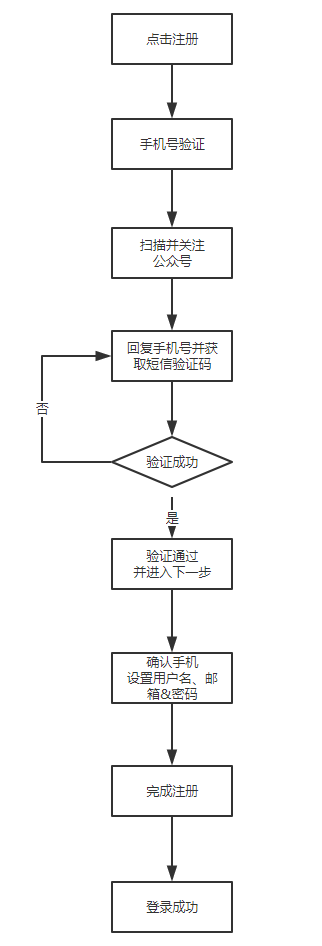 点击注册
手机号验证
扫描并关注
公众号
回复手机号并获
取短信验证码
否
验证成功
是
验证通过
并进入下一步
确认手机
设置用户名、邮
箱&密码
完成注册
登录成功